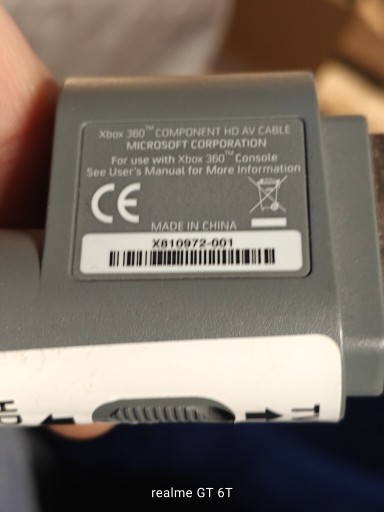 Xbox 360™ COMPONENT HD AV CABLE
MICROSOFT CORPORATION
For use with Xbox 360™ Console
See User's Manual for More Information
CE
MADE IN CHINA
X810972-001
TV
realme GT 6T